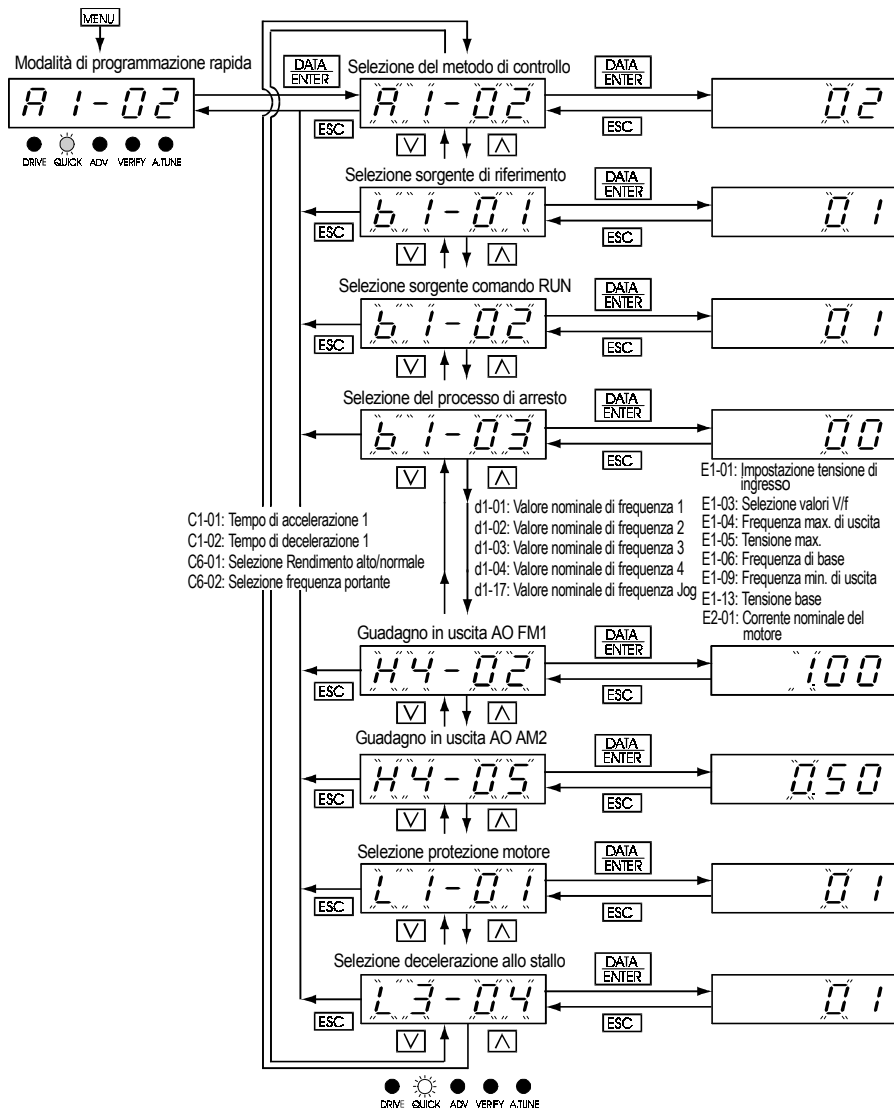 MENU
Modalità di programmazione rapida
A1-02
DRIVE QUICK ADV VERIFY A.TUNE
DATA
ENTER
ESC
Selezione del metodo di controllo
A1-02
DATA
ENTER
ESC
02
Selezione sorgente di riferimento
b1-01
ESC
DATA
ENTER
ESC
01
Selezione sorgente comando RUN
b1-02
ESC
DATA
ENTER
ESC
01
Selezione del processo di arresto
b1-03
ESC
DATA
ENTER
ESC
00
C1-01: Tempo di accelerazione 1
C1-02: Tempo di decelerazione 1
C6-01: Selezione Rendimento alto/normale
C6-02: Selezione frequenza portante
d1-01: Valore nominale di frequenza 1
d1-02: Valore nominale di frequenza 2
d1-03: Valore nominale di frequenza 3
d1-04: Valore nominale di frequenza 4
d1-17: Valore nominale di frequenza Jog
E1-01: Impostazione tensione di
ingresso
E1-03: Selezione valori V/f
E1-04: Frequenza max. di uscita
E1-05: Tensione max.
E1-06: Frequenza di base
E1-09: Frequenza min. di uscita
E1-13: Tensione base
E2-01: Corrente nominale del
motore
Guadagno in uscita AO FM1
H4-02
ESC
DATA
ENTER
ESC
1.00
Guadagno in uscita AO AM2
H4-05
ESC
DATA
ENTER
ESC
0.50
Selezione protezione motore
L1-01
ESC
DATA
ENTER
ESC
01
Selezione decelerazione allo stallo
L3-04
ESC
DATA
ENTER
ESC
01
DRIVE QUICK ADV VERIFY A.TUNE